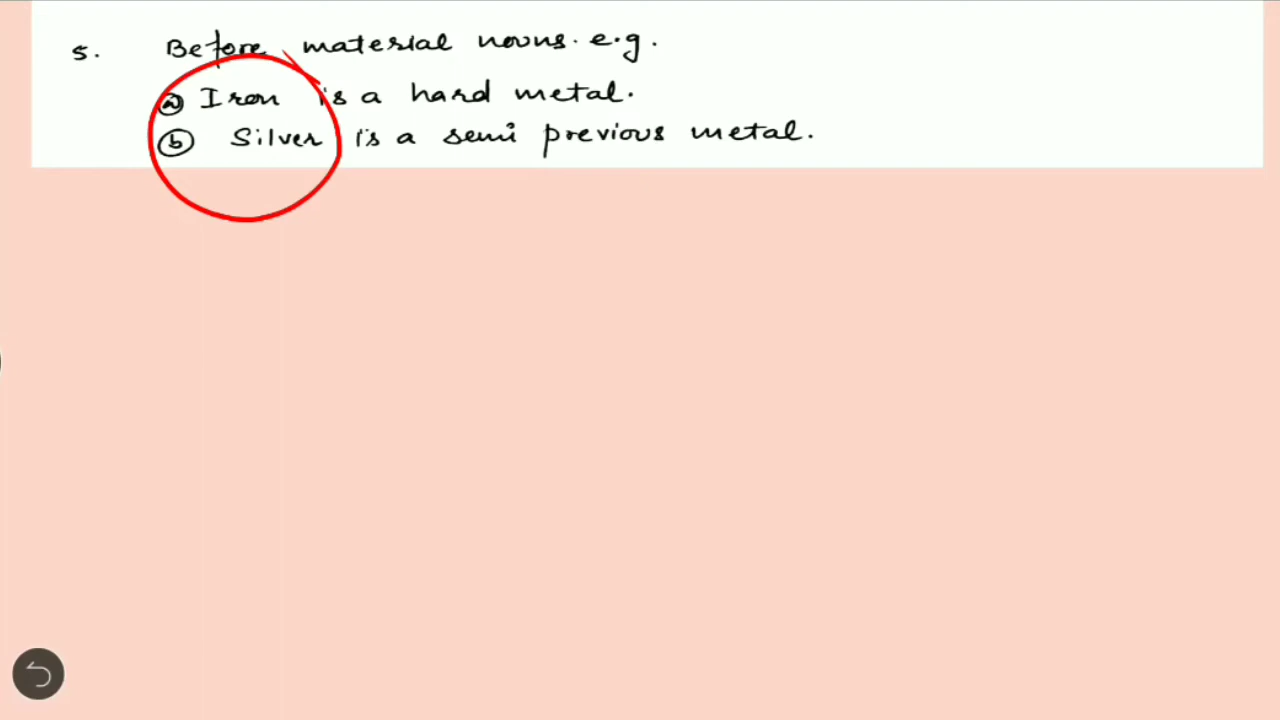 5. Before material nouns. e.g.
(a) Iron is a hard metal.
(b) Silver is a semi previous metal.